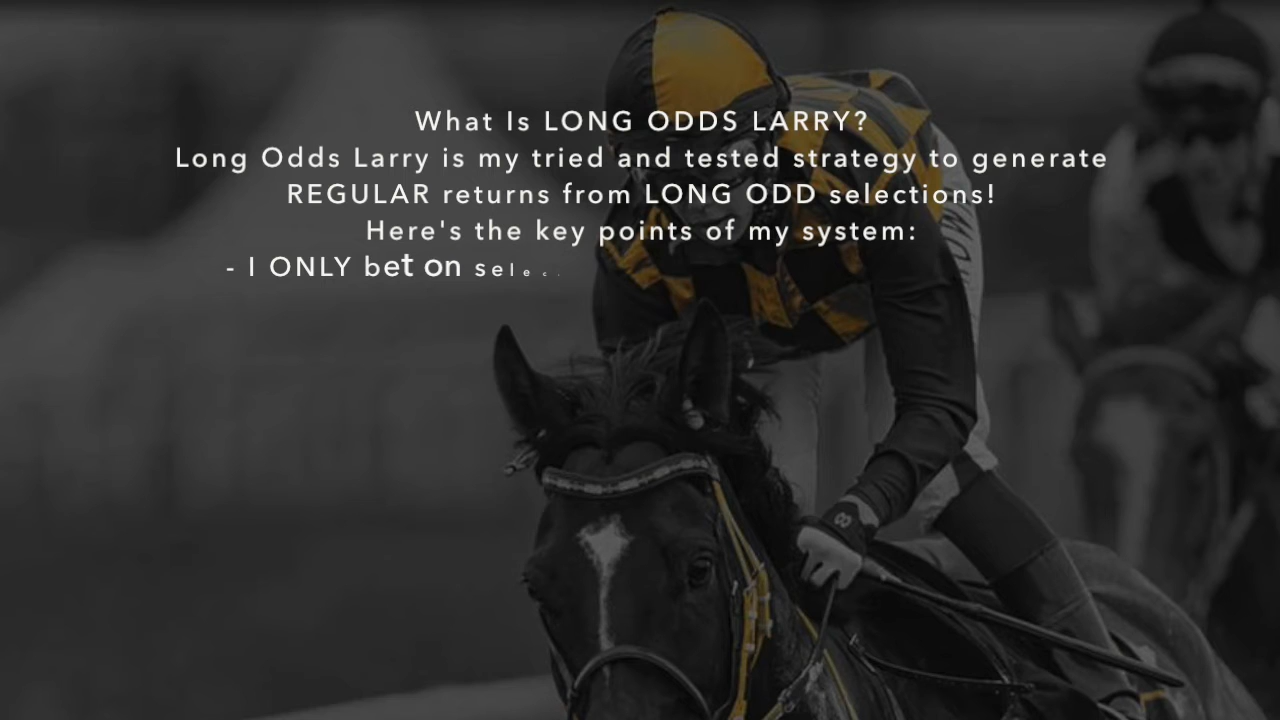 What Is LONG ODDS LARRY?
Long Odds Larry is my tried and tested strategy to generate
REGULAR returns from LONG ODD selections!
Here's the key points of my system:
- I ONLY bet on